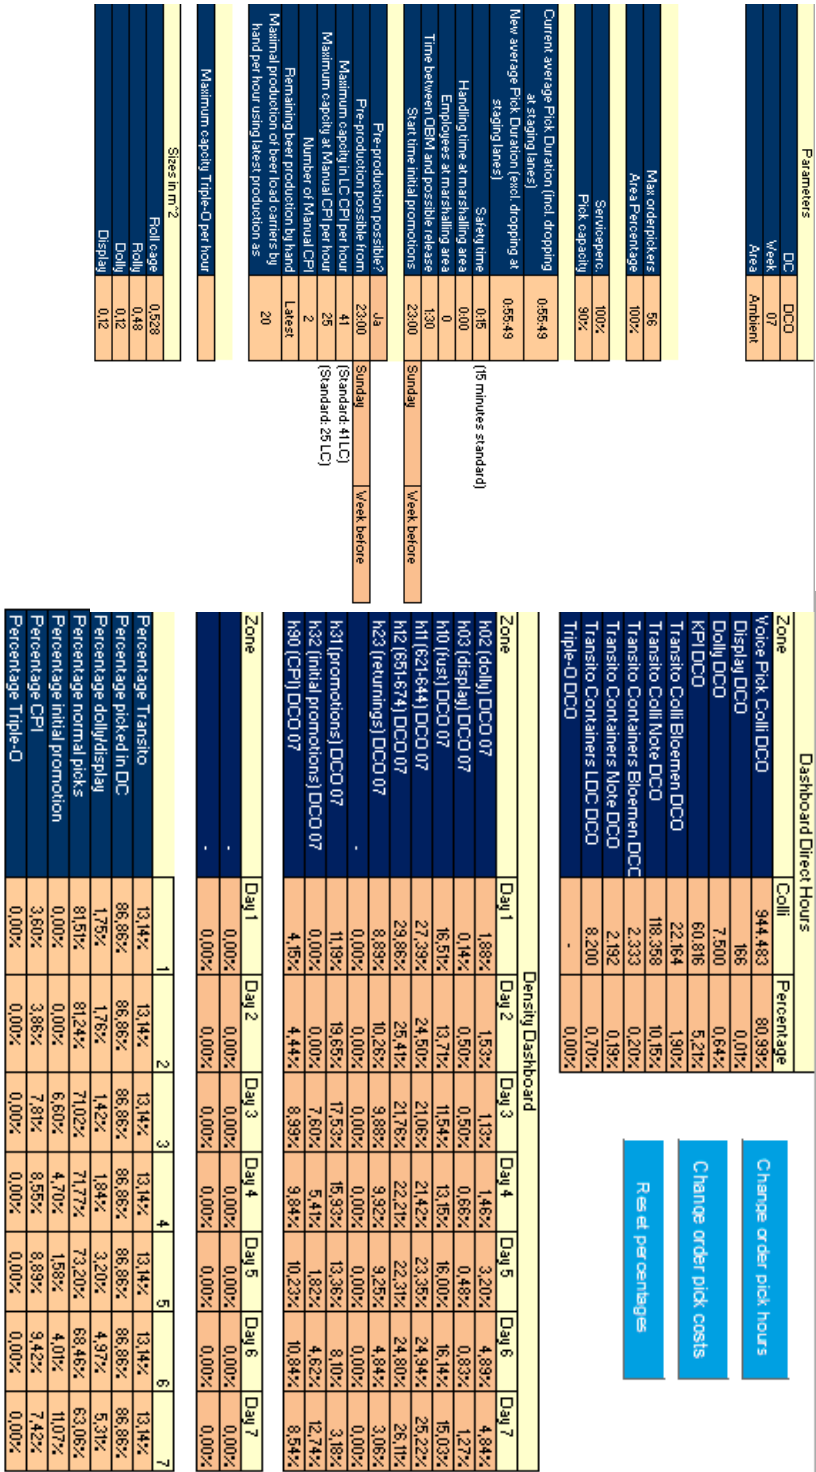 Parameters
DC DCO
Week 07
Area Ambient
Max orderpickers 56
Area Percentage 100%
Serviceperc. 100%
Pick capacity 90%
Current average Pick Duration (incl. dropping at staging lanes) 0:55:49
New average Pick Duration (excl. dropping at staging lanes) 0:55:49
Safety time 0:15 (15 minutes standard)
Handling time at marshalling area 0:00
Employees at marshalling area 0
Time between OBM and possible release 1:30
Start time initial promotions 23:00 Sunday Week before
Pre-production possible? Ja
Pre-production possible from 23:00 Sunday Week before
Maximum capcity in LC CPI per hour 41 (Standard: 41 LC)
Maximum capcity at Manual CPI per hour 25 (Standard: 25 LC)
Number of Manual CPI 2
Remaining beer production by hand Latest
Maximal production of beer load carriers by hand per hour using latest production as 20
Maximum capcity Triple-O per hour
Sizes in m^2
Roll cage 0,528
Rolly 0,48
Dolly 0,12
Display 0,12
Dashboard Direct Hours
Zone Colli Percentage
Voice Pick Colli DCO 944.483 80,99%
Display DCO 166 0,01%
Dolly DCO 7.500 0,64%
KPI DCO 60.816 5,21%
Transito Colli Bloemen DCO 22.164 1,90%
Transito Colli Note DCO 118.358 10,15%
Transito Containers Bloemen DCC 2.333 0,20%
Transito Containers Note DCO 2.192 0,19%
Transito Containers LDC DCO 8.200 0,70%
Triple-O DCO - 0,00%
Change order pick hours
Change order pick costs
Reset percentages
Density Dashboard
Zone Day 1 Day 2 Day 3 Day 4 Day 5 Day 6 Day 7
h02 (dolly) DCO 07 1,88% 1,53% 1,13% 1,46% 3,20% 4,89% 4,84%
h03 (display) DCO 07 0,14% 0,50% 0,50% 0,66% 0,48% 0,83% 1,27%
h10 (fust) DCO 07 16,51% 13,71% 11,54% 13,15% 16,00% 16,14% 15,03%
h11 (621-644) DCO 07 27,39% 24,50% 21,06% 21,42% 23,35% 24,94% 25,22%
h12 (651-674) DCO 07 29,86% 25,41% 21,76% 22,21% 22,31% 24,80% 26,11%
h23 (returnings) DCO 07 8,89% 10,26% 9,88% 9,92% 9,25% 4,84% 3,06%
- 0,00% 0,00% 0,00% 0,00% 0,00% 0,00% 0,00%
h31 (promotions) DCO 07 11,19% 19,65% 17,53% 15,93% 13,36% 8,10% 3,18%
h32 (initial promotions) DCO 07 0,00% 0,00% 7,60% 5,41% 1,82% 4,62% 12,74%
h90 (CPI) DCO 07 4,15% 4,44% 8,99% 9,84% 10,23% 10,84% 8,54%
Zone Day 1 Day 2 Day 3 Day 4 Day 5 Day 6 Day 7
- 0,00% 0,00% 0,00% 0,00% 0,00% 0,00% 0,00%
- 0,00% 0,00% 0,00% 0,00% 0,00% 0,00% 0,00%
1 2 3 4 5 6 7
Percentage Transito 13,14% 13,14% 13,14% 13,14% 13,14% 13,14% 13,14%
Percentage picked in DC 86,86% 86,86% 86,86% 86,86% 86,86% 86,86% 86,86%
Percentage dolly/display 1,75% 1,76% 1,42% 1,84% 3,20% 4,97% 5,31%
Percentage normal picks 81,51% 81,24% 71,02% 71,77% 73,20% 68,46% 63,06%
Percentage initial promotion 0,00% 0,00% 6,60% 4,70% 1,58% 4,01% 11,07%
Percentage CPI 3,60% 3,86% 7,81% 8,55% 8,89% 9,42% 7,42%
Percentage Triple-O 0,00% 0,00% 0,00% 0,00% 0,00% 0,00% 0,00%